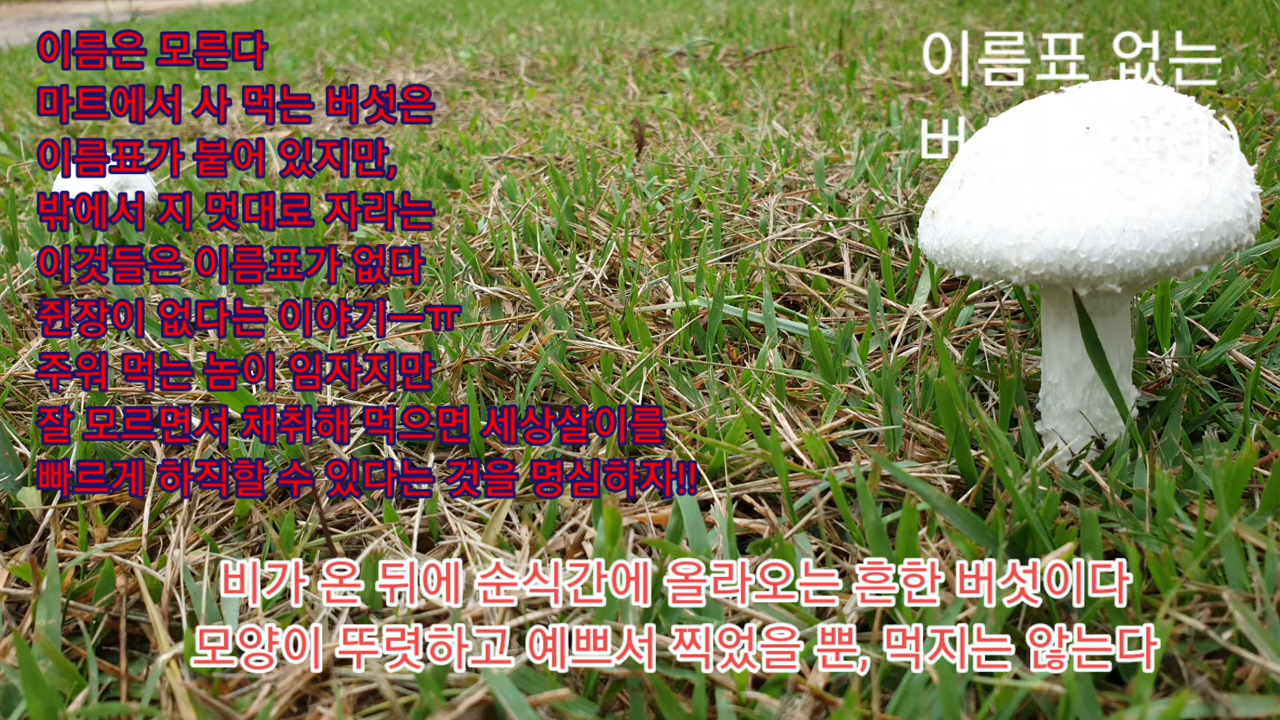 이름은 모른다
마트에서 사 먹는 버섯은
이름표가 붙어 있지만,
밖에서 지 멋대로 자라는
이것들은 이름표가 없다
쥔장이 없다는 이야기ㅡㅠ
주워 먹는 놈이 임자지만
잘 모르면서 채취해 먹으면 세상살이를
빠르게 하직할 수 있다는 것을 명심하자!!
이름표 없는
비가 온 뒤에 순식간에 올라오는 흔한 버섯이다
모양이 뚜렷하고 예쁘서 찍었을 뿐, 먹지는 않는다